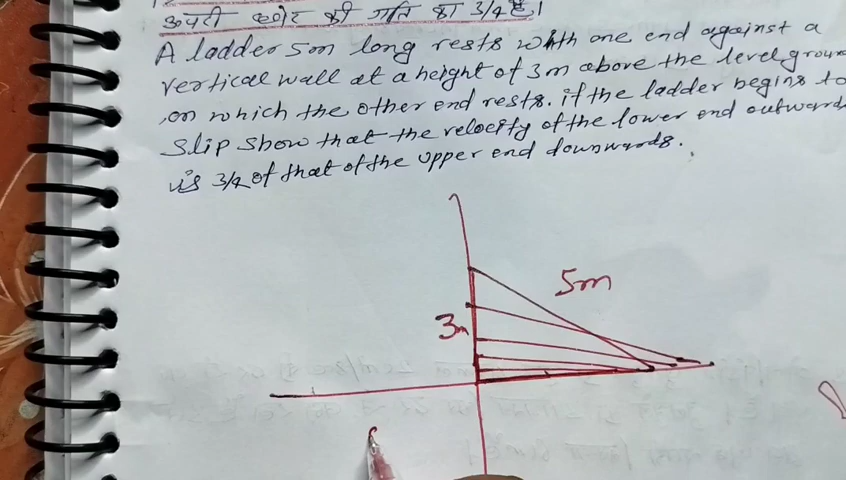 ऊपरी छोर की गति का 3/4 है।
A ladder 5m long rests with one end against a
vertical wall at a height of 3m above the level ground
,on which the other end rests. if the ladder begins to
slip show that the velocity of the lower end outwards
is 3/4 of that of the upper end downwards.
5m
3m